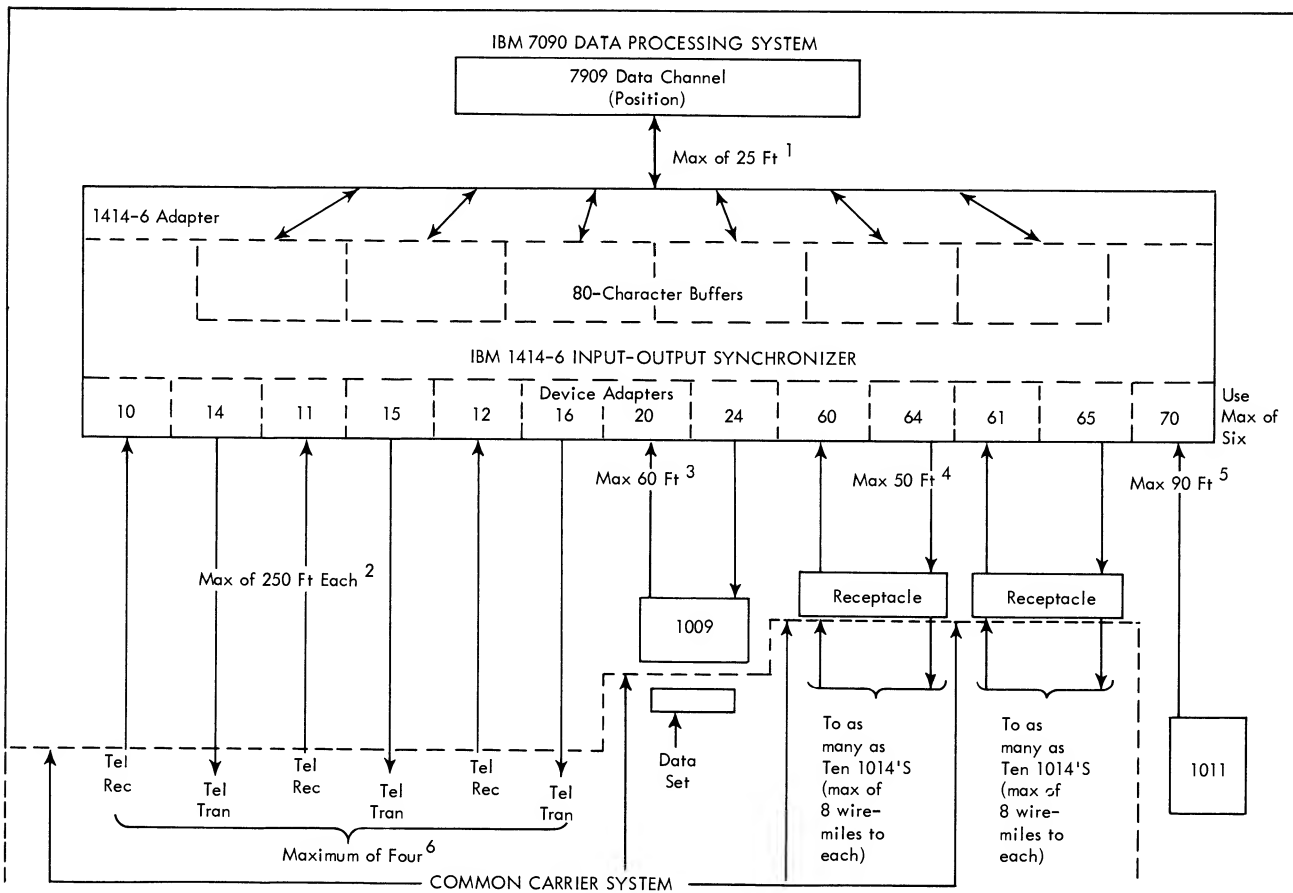 IBM 7090 DATA PROCESSING SYSTEM
7909 Data Channel
(Position)
Max of 25 Ft 1
1414-6 Adapter
80-Character Buffers
IBM 1414-6 INPUT-OUTPUT SYNCHRONIZER
Device Adapters
10 14 11 15 12 16 20 24 60 64 61 65 70
Use
Max of
Six
Max 60 Ft 3
Max 50 Ft 4
Max 90 Ft 5
Max of 250 Ft Each 2
Receptacle
Receptacle
1009
Data
Set
To as
many as
Ten 1014'S
(max of
8 wire-
miles to
each)
To as
many as
Ten 1014'S
(max of
8 wire-
miles to
each)
1011
Tel
Rec
Tel
Tran
Tel
Rec
Tel
Tran
Tel
Rec
Tel
Tran
Maximum of Four 6
COMMON CARRIER SYSTEM